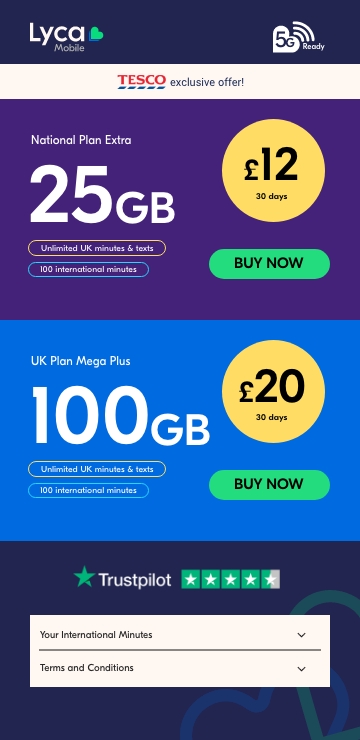 Lyca
Mobile
5G Ready
TESCO exclusive offer!
National Plan Extra
25GB
£12
30 days
Unlimited UK minutes & texts
100 international minutes
BUY NOW
UK Plan Mega Plus
100GB
£20
30 days
Unlimited UK minutes & texts
100 international minutes
BUY NOW
Trustpilot
Your International Minutes
Terms and Conditions